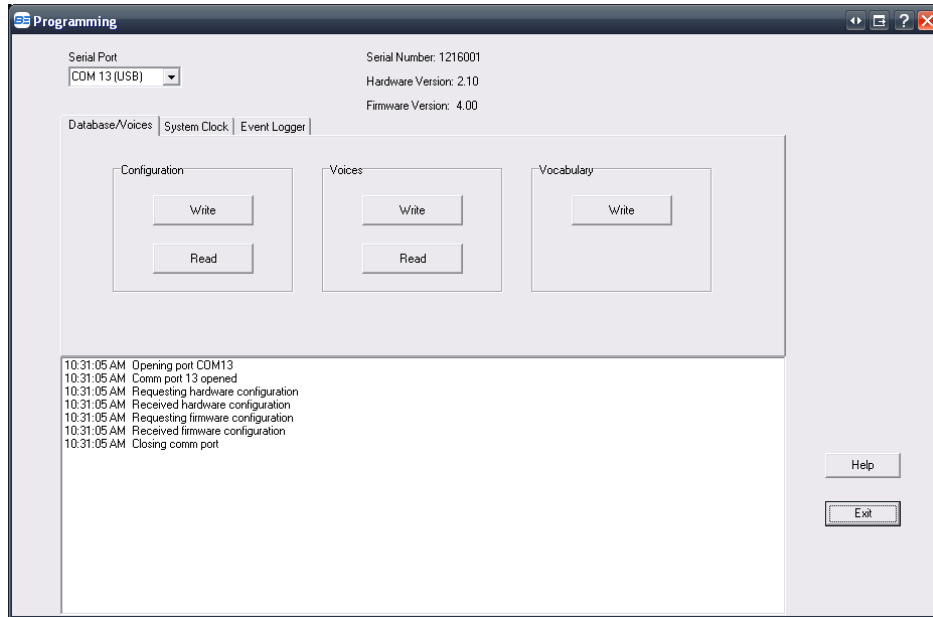 Programming
Serial Port
COM 13 (USB)
Serial Number: 1216001
Hardware Version: 2.10
Firmware Version: 4.00
Database/Voices System Clock Event Logger
Configuration
Write
Read
Voices
Write
Read
Vocabulary
Write
10:31:05 AM Opening port COM13
10:31:05 AM Comm port 13 opened
10:31:05 AM Requesting hardware configuration
10:31:05 AM Received hardware configuration
10:31:05 AM Requesting firmware configuration
10:31:05 AM Received firmware configuration
10:31:05 AM Closing comm port
Help
Exit